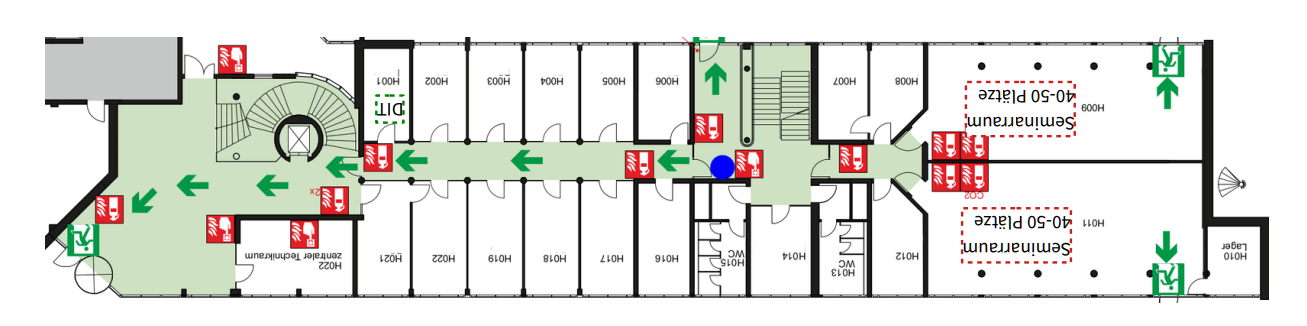 H001
H002
H003
H004
H005
H006
H007
H008
DIT
Seminarraum
40-50 Plätze
H009
2x
CO2
Seminarraum
40-50 Plätze
H011
H022
zentraler Technikraum
H021
H022
H019
H018
H017
H016
H015
WC
H014
H013
WC
H012
H010
Lager